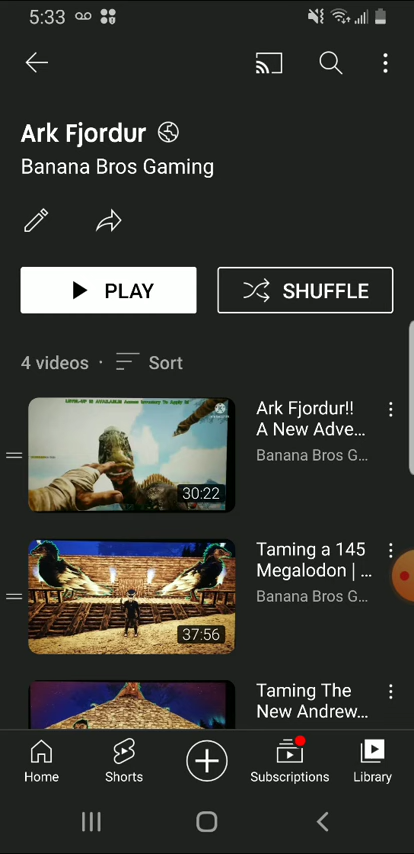 5:33
Ark Fjordur
Banana Bros Gaming
PLAY
SHUFFLE
4 videos · Sort
30:22
Ark Fjordur!!
A New Adve...
Banana Bros G...
37:56
Taming a 145
Megalodon | ...
Banana Bros G...
Taming The
New Andrew...
Home
Shorts
Subscriptions
Library